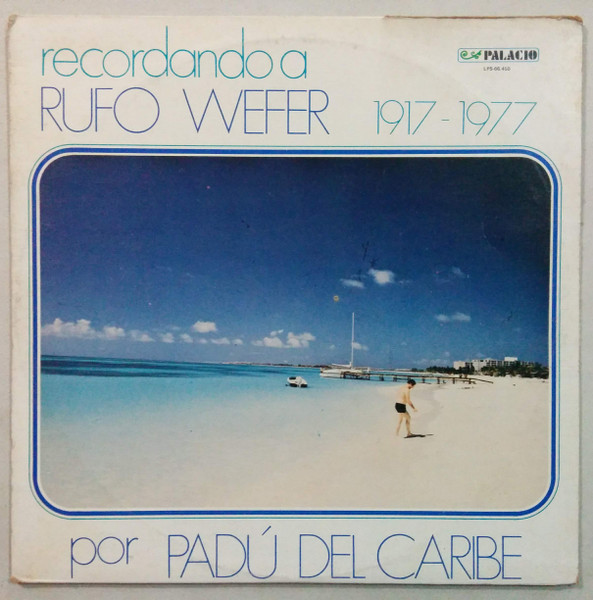 recordando a
PALACIO
RUFO WEFER 1917-1977
por PADÚ DEL CARIBE